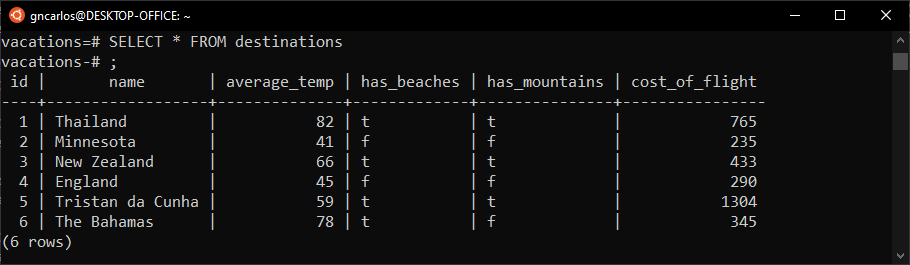 gncarlos@DESKTOP-OFFICE: ~
vacations=# SELECT * FROM destinations
vacations-# ;
 id |       name       | average_temp | has_beaches | has_mountains | cost_of_flight
----+------------------+--------------+-------------+---------------+----------------
  1 | Thailand         |           82 | t           | t             |            765
  2 | Minnesota        |           41 | f           | f             |            235
  3 | New Zealand      |           66 | t           | t             |            433
  4 | England          |           45 | f           | f             |            290
  5 | Tristan da Cunha |           59 | t           | t             |           1304
  6 | The Bahamas      |           78 | t           | f             |            345
(6 rows)